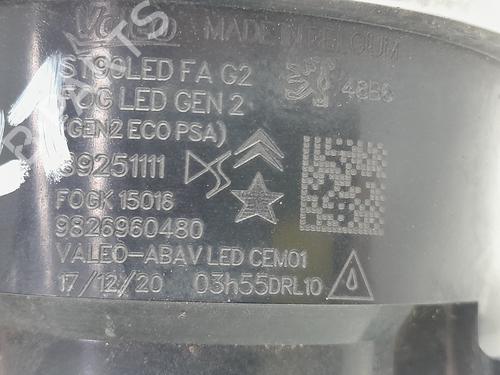 Valeo MADE IN BELGIUM
ST90LED FA G2
FOG LED GEN 2
(GEN2 ECO PSA)
89251111 DS
FOGK 15016
9826960480
VALEO-ABAV LED CEM01
17/12/20 03h55DRL10